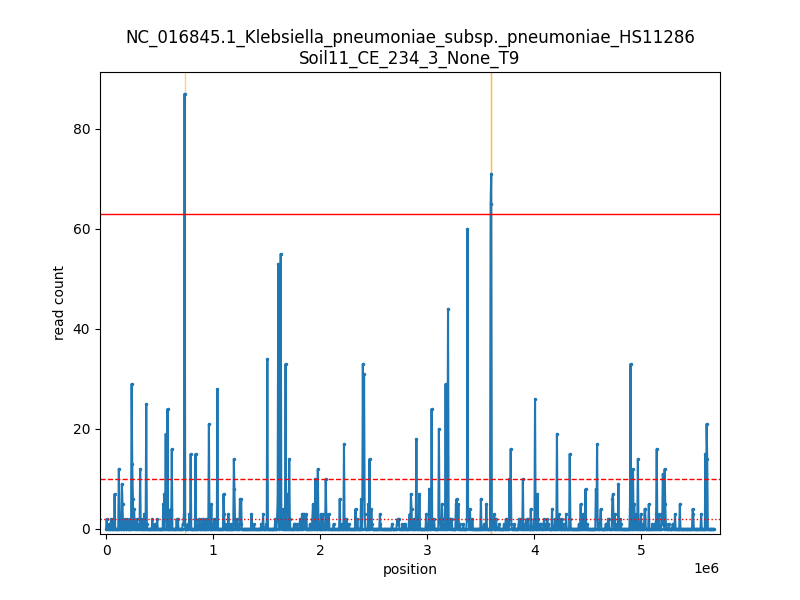 NC_016845.1_Klebsiella_pneumoniae_subsp._pneumoniae_HS11286
Soil11_CE_234_3_None_T9
80
60
40
20
0
read count
0 1 2 3 4 5
1e6
position